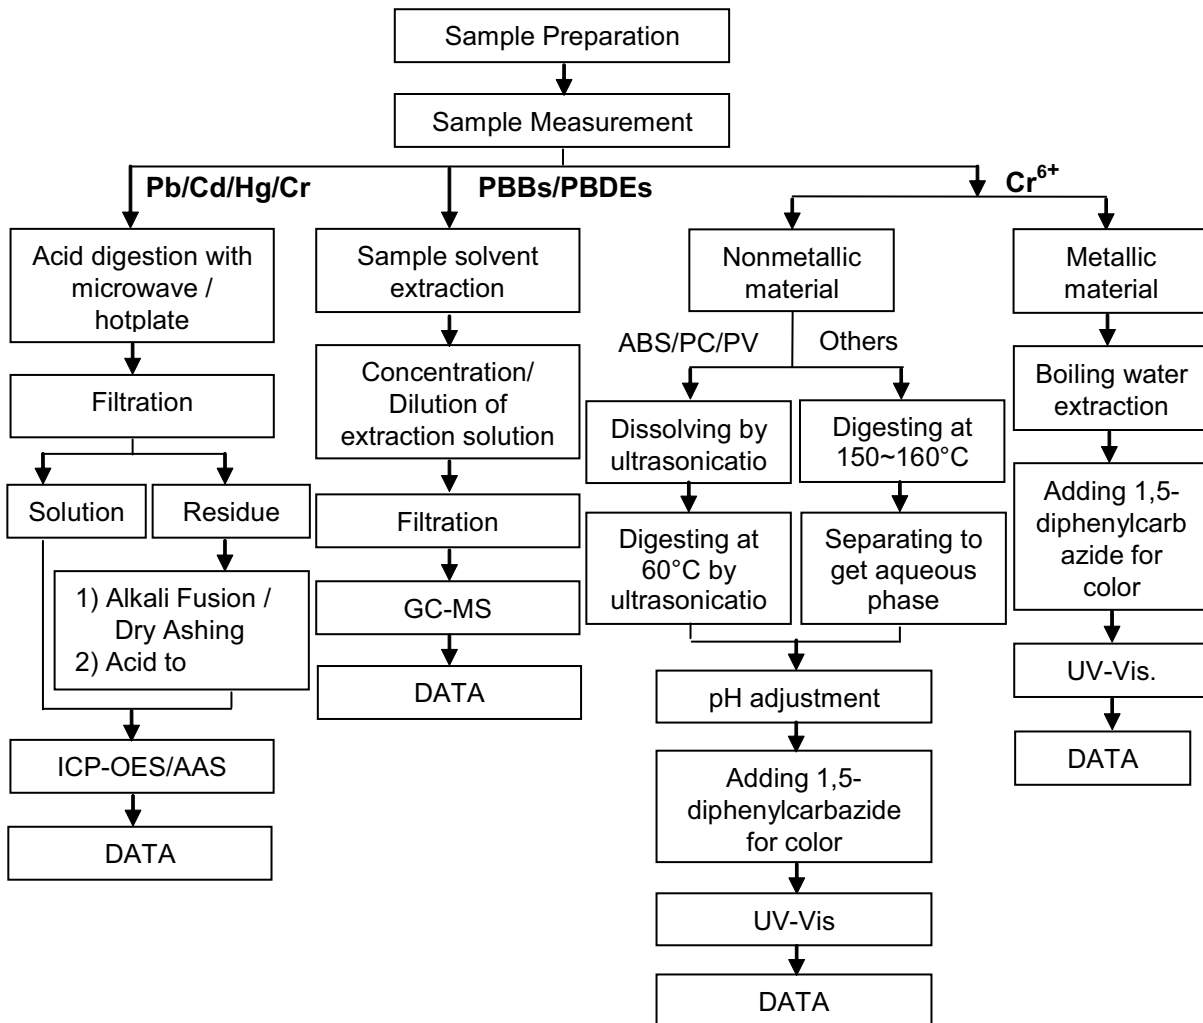 Sample Preparation
Sample Measurement
Pb/Cd/Hg/Cr
PBBs/PBDEs
Cr6+
Acid digestion with
microwave /
hotplate
Filtration
Solution
Residue
1) Alkali Fusion /
Dry Ashing
2) Acid to
ICP-OES/AAS
DATA
Sample solvent
extraction
Concentration/
Dilution of
extraction solution
Filtration
GC-MS
DATA
Nonmetallic
material
ABS/PC/PV
Others
Dissolving by
ultrasonicatio
Digesting at
60°C by
ultrasonicatio
Digesting at
150~160°C
Separating to
get aqueous
phase
pH adjustment
Adding 1,5-
diphenylcarbazide
for color
UV-Vis
DATA
Metallic
material
Boiling water
extraction
Adding 1,5-
diphenylcarb
azide for
color
UV-Vis.
DATA